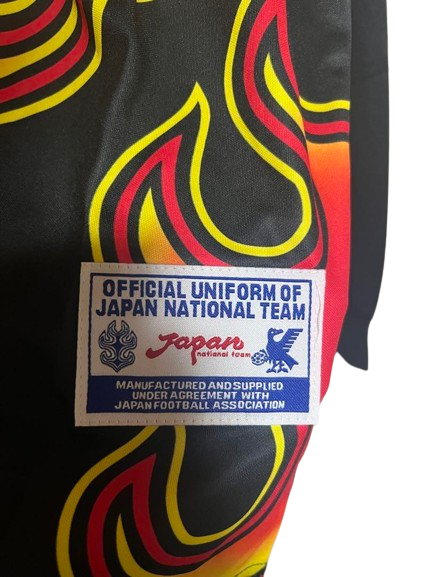 OFFICIAL UNIFORM OF
JAPAN NATIONAL TEAM
Japan
national team
MANUFACTURED AND SUPPLIED
UNDER AGREEMENT WITH
JAPAN FOOTBALL ASSOCIATION